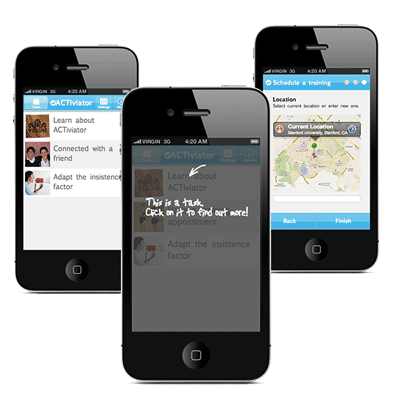 VIRGIN 3G 4:20 AM
ACTiviator
Learn about
ACTiviator
Connected with a
friend
Adapt the insistence
factor
VIRGIN 3G 4:20 AM
ACTiviator
Learn about
ACTiviator
This is a task,
Click on it to find out more!
appointment
Adapt the insistence
factor
VIRGIN 3G 4:20 AM
Schedule a training
Location
Select current location or enter new one.
Current Location
Stanford University, Stanford, CA
Back Finish